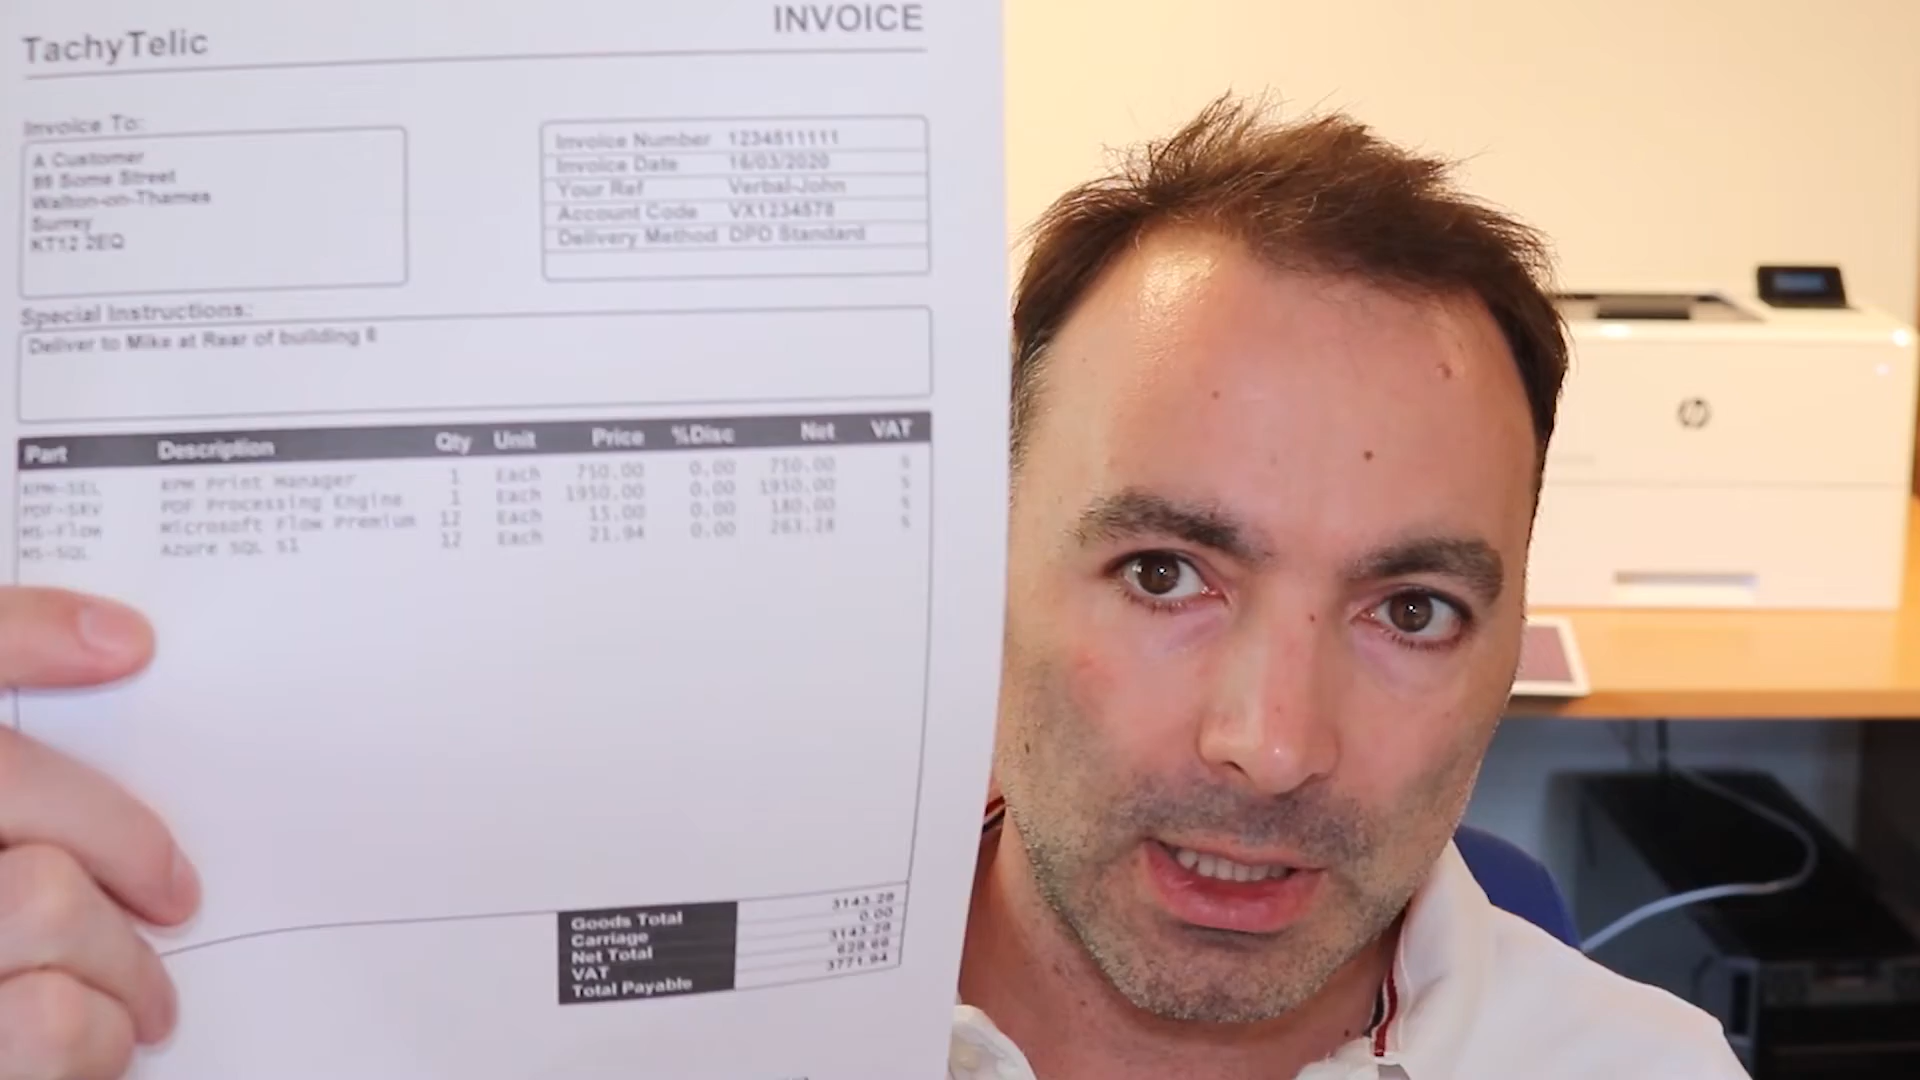 TachyTelic
INVOICE
Invoice To:
A Customer
Some Street
Walton-on-Thames
Surrey
KT12 2EQ
Invoice Number 1234511111
Invoice Date 16/03/2020
Your Ref Verbal-John
Account Code VX1234578
Delivery Method DPD Standard
Special Instructions:
Deliver to Mike at Rear of building 6
Part Description Qty Unit Price %Disc Net VAT
RPM-SEL RPM Print Manager 1 Each 750.00 0.00 750.00
PDF-SRV PDF Processing Engine 1 Each 1950.00 0.00 1950.00
MS-Flow Microsoft Flow Premium 12 Each 15.00 0.00 180.00
MS-SQL Azure SQL S1 12 Each 21.94 0.00 263.28
Goods Total 3143.28
Carriage 0.00
Net Total 3143.28
VAT 628.66
Total Payable 3771.94
hp